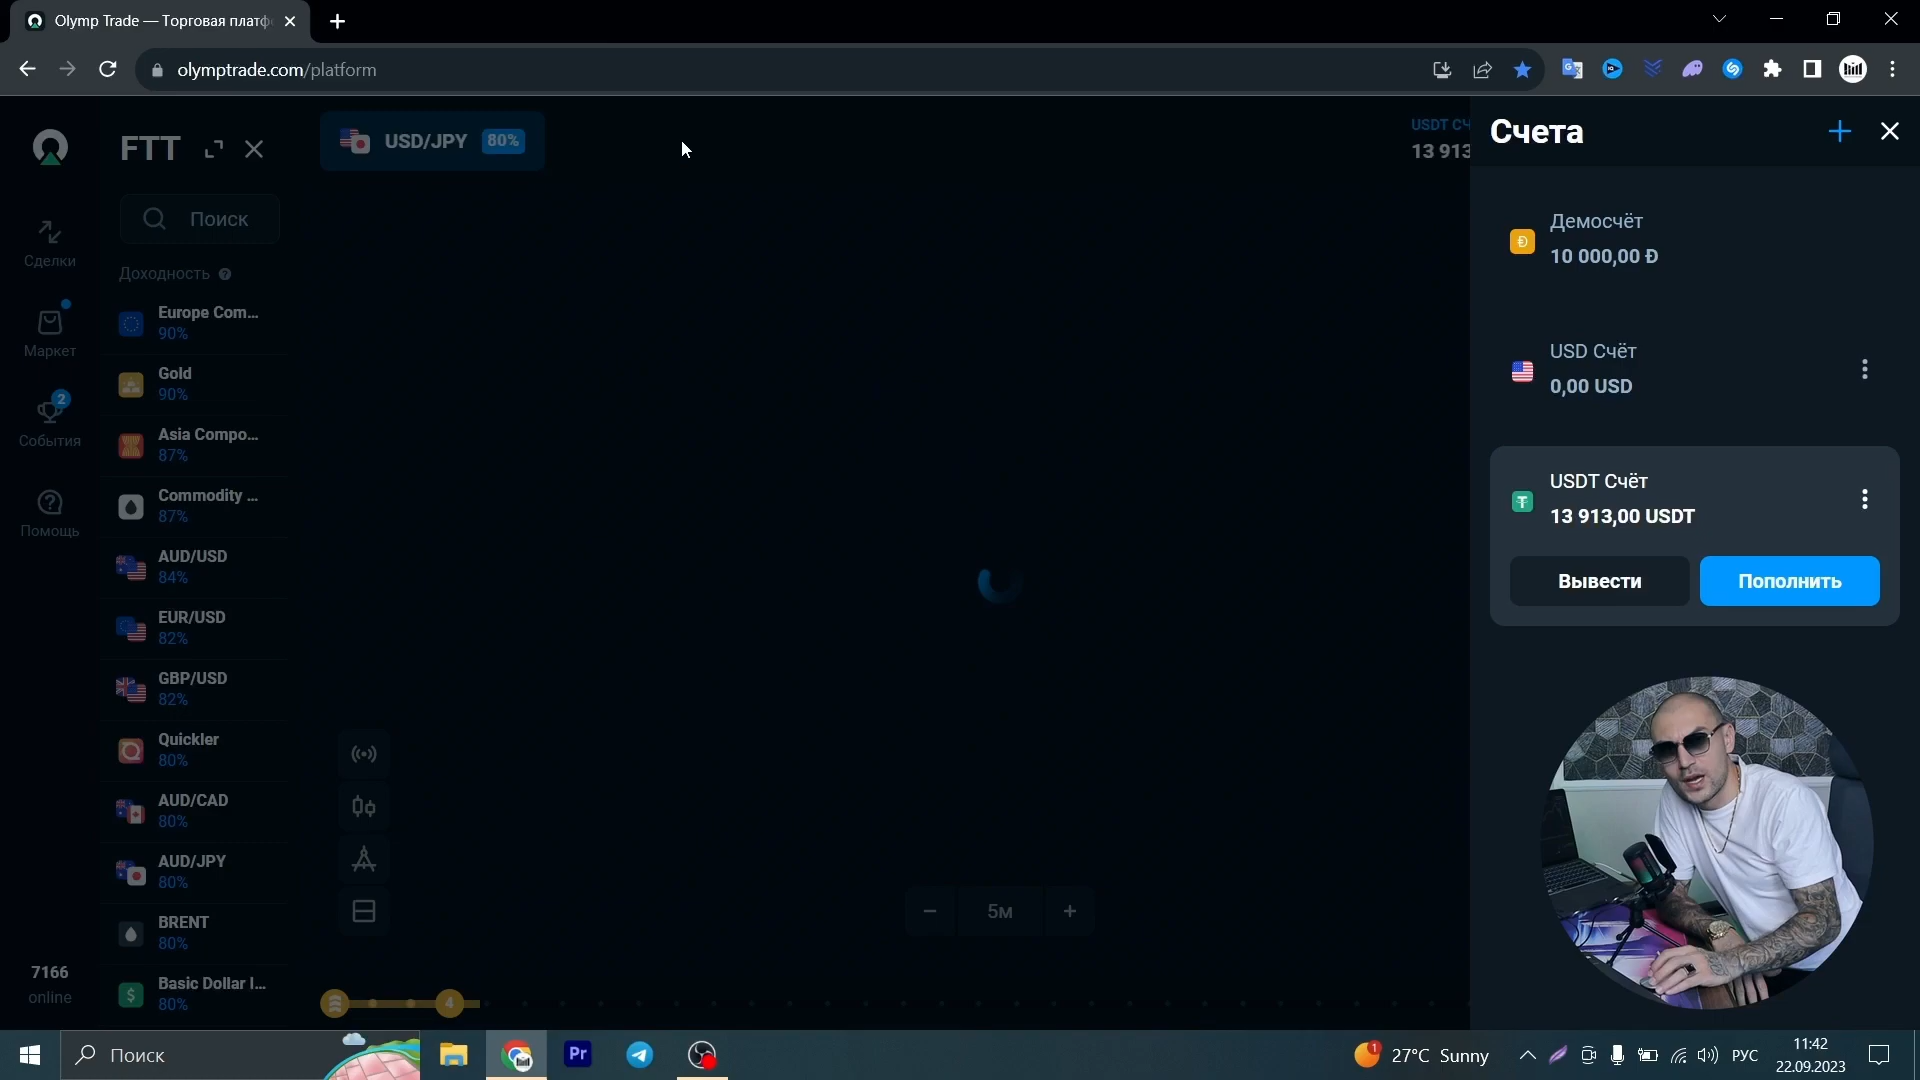 Olymp Trade — Торговая платф
olymptrade.com/platform
FTT
USD/JPY 80%
USDT СЧ
13 913
Поиск
Сделки
Маркет
2
События
Помощь
7166
online
Доходность
Europe Com...
90%
Gold
90%
Asia Compo...
87%
Commodity ...
87%
AUD/USD
84%
EUR/USD
82%
GBP/USD
82%
Quickler
80%
AUD/CAD
80%
AUD/JPY
80%
BRENT
80%
Basic Dollar I...
80%
5м
4
Счета
Демосчёт
10 000,00 Đ
USD Счёт
0,00 USD
USDT Счёт
13 913,00 USDT
Вывести
Пополнить
Поиск
Pr
1
27°C Sunny
РУС
11:42
22.09.2023